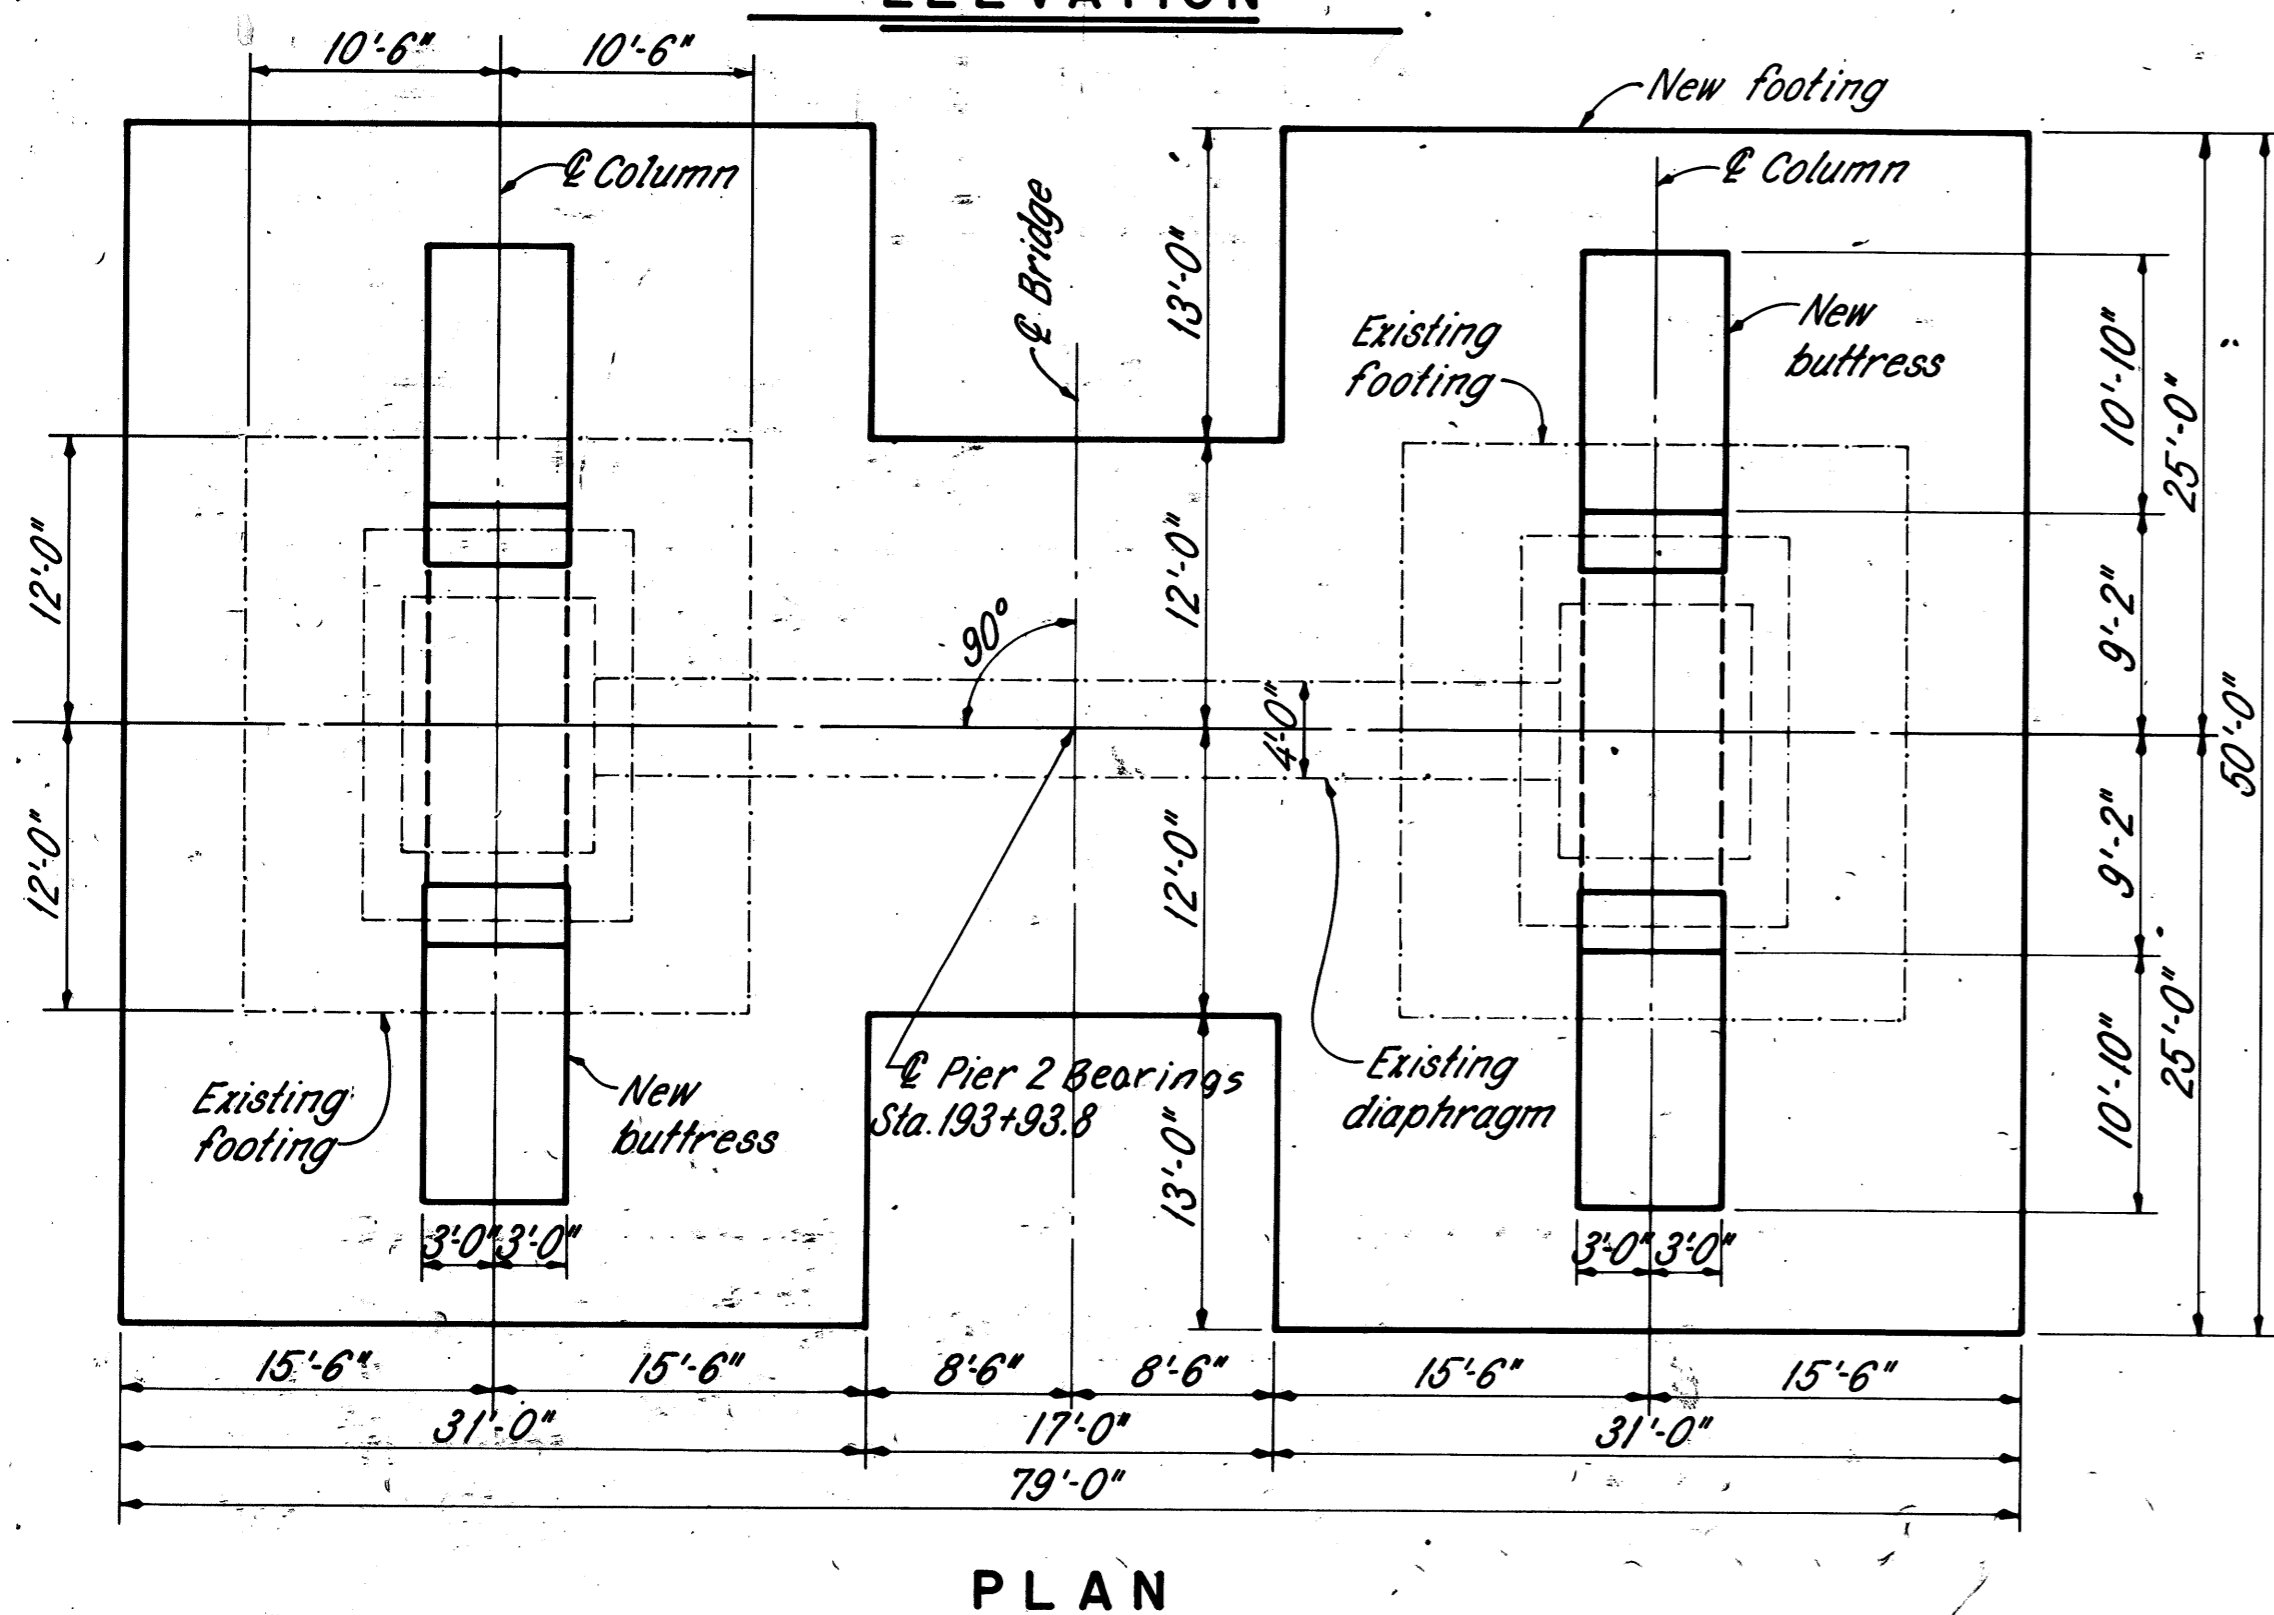 ELEVATION
10'-6" 10'-6"
New footing
℄ Column
℄ Column
℄ Bridge
13'-0"
New
buttress
Existing
footing
10'-10"
25'-0"
12'-0"
12'-0"
9'-2"
90°
4'-0"
50'-0"
12'-0"
12'-0"
9'-2"
℄ Pier 2 Bearings
Sta. 193+93.8
Existing
diaphragm
Existing
footing
New
buttress
13'-0"
10'-10"
25'-0"
3'-0" 3'-0"
3'-0" 3'-0"
15'-6" 15'-6" 8'-6" 8'-6" 15'-6" 15'-6"
31'-0" 17'-0" 31'-0"
79'-0"
PLAN